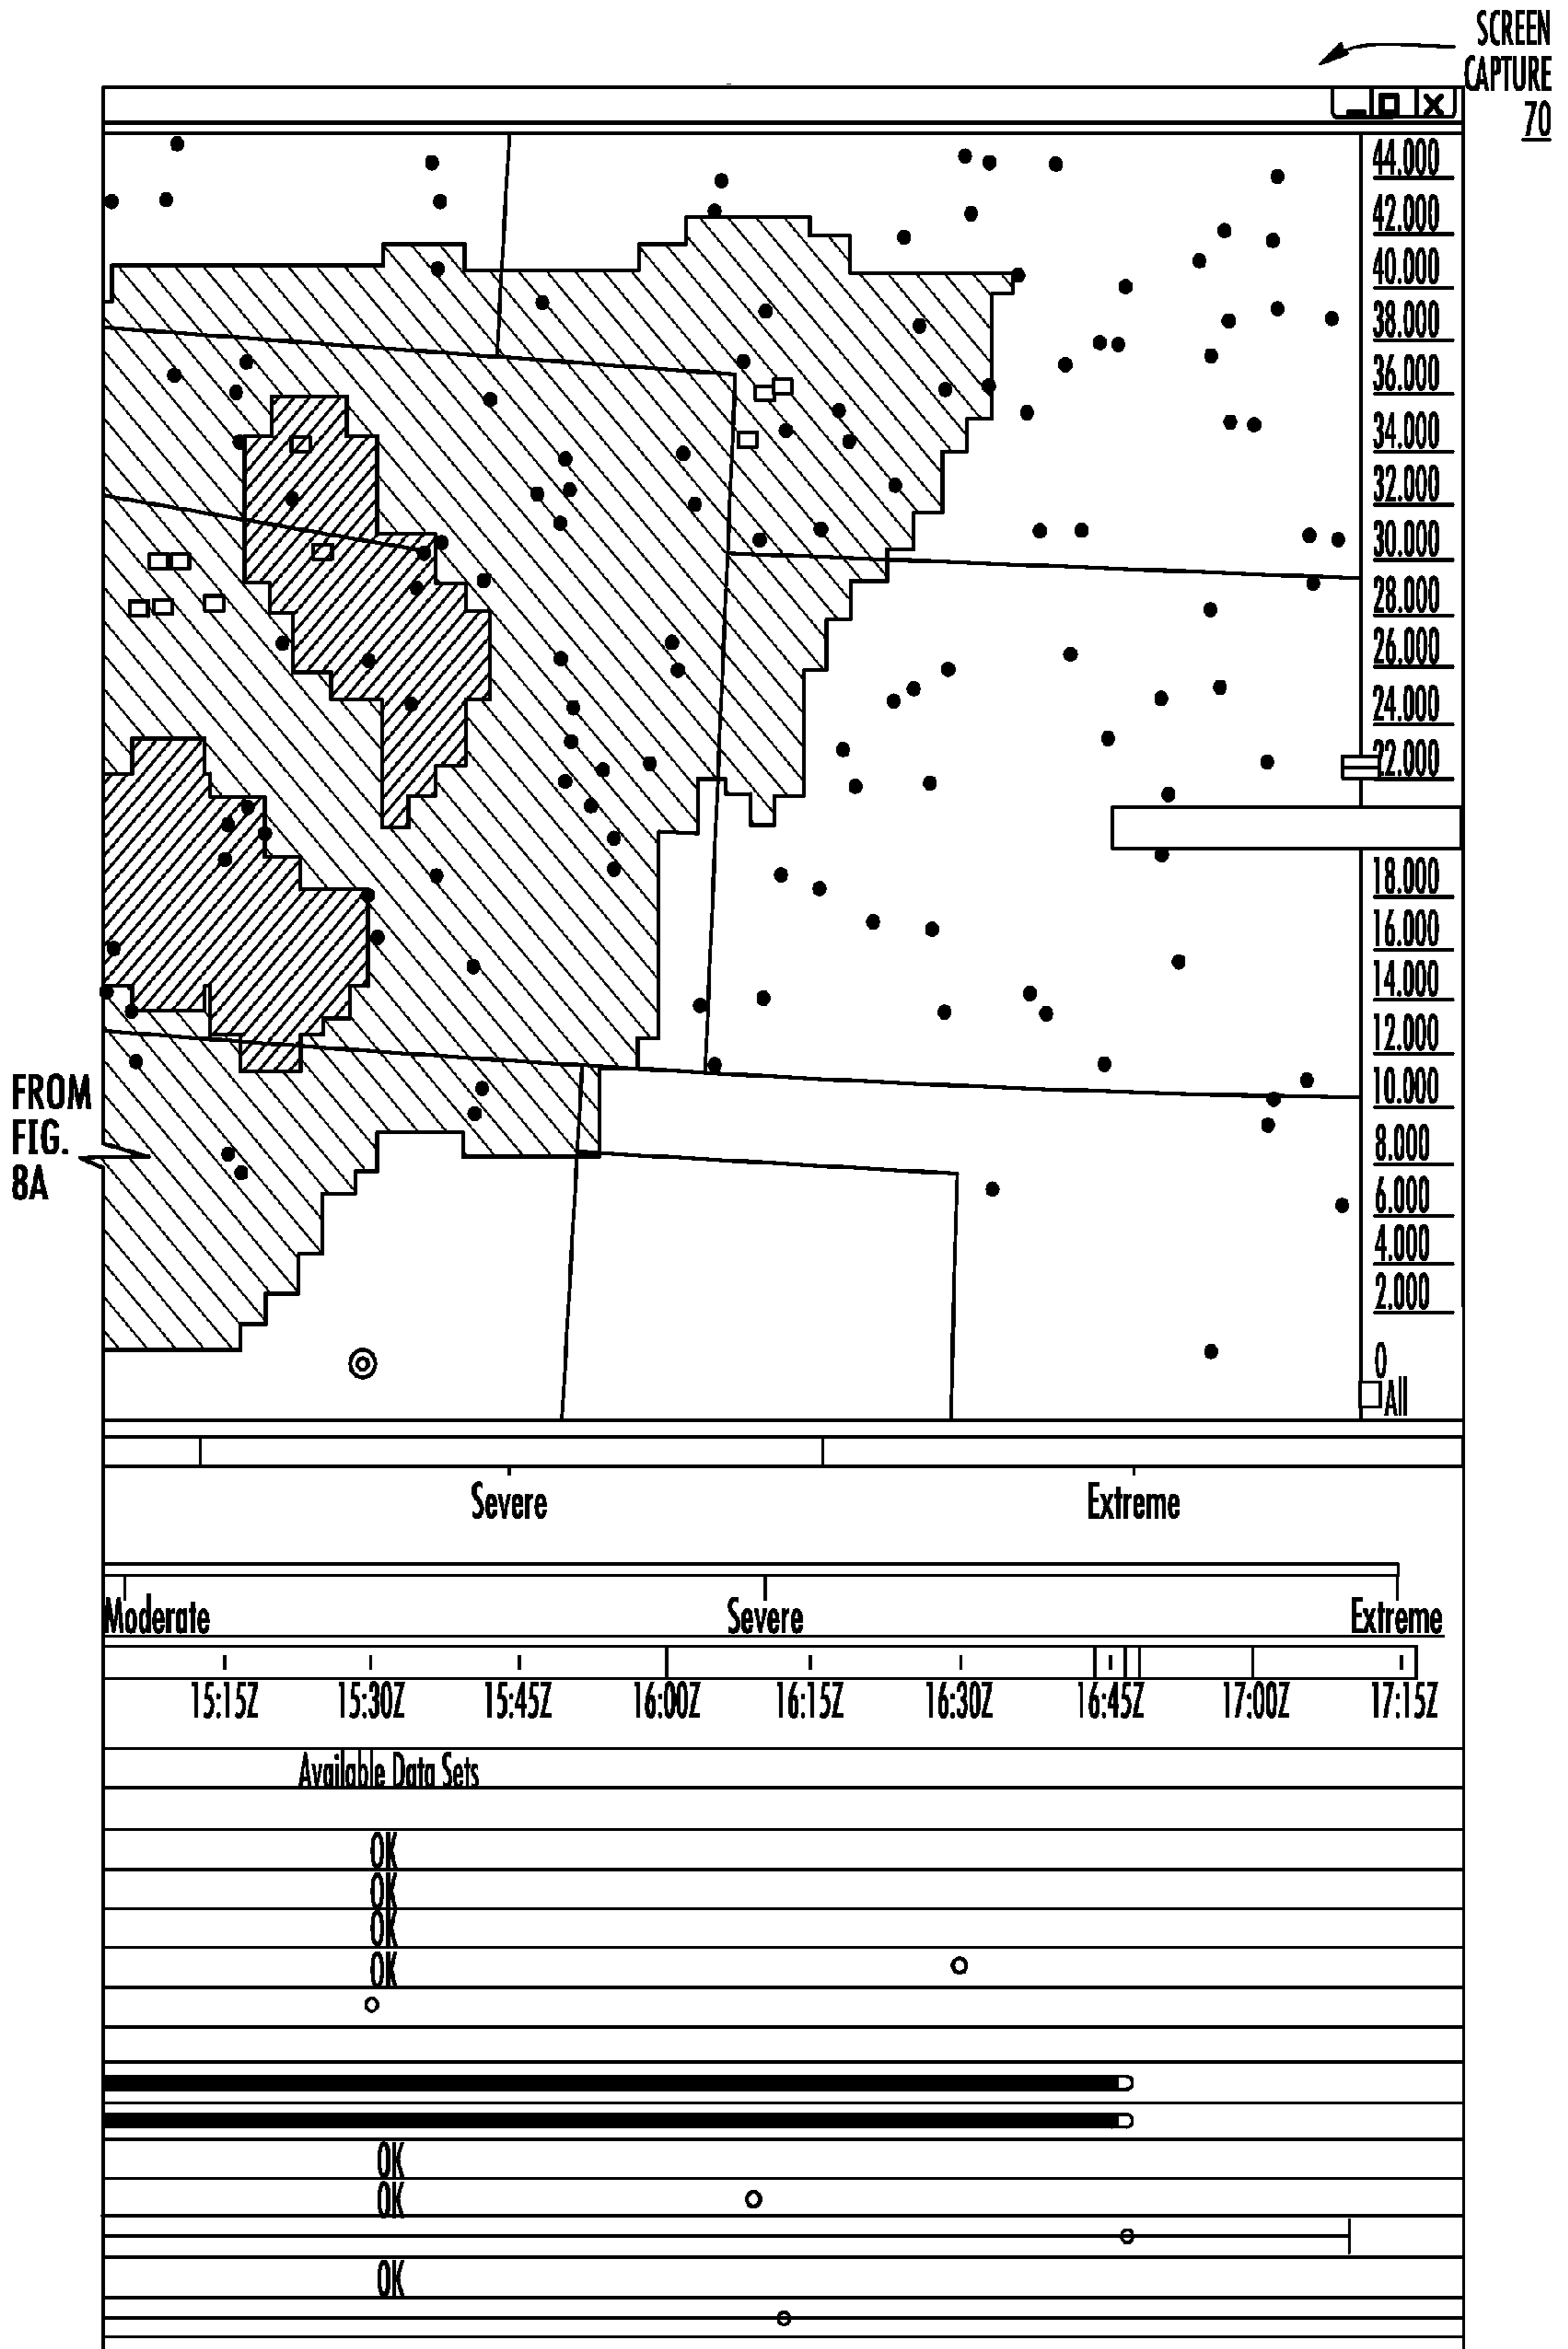 SCREEN
CAPTURE
70
44.000
42.000
40.000
38.000
36.000
34.000
32.000
30.000
28.000
26.000
24.000
22.000
18.000
16.000
14.000
12.000
10.000
8.000
6.000
4.000
2.000
0
All
FROM
FIG.
8A
Severe Extreme
Moderate Severe Extreme
15:15Z 15:30Z 15:45Z 16:00Z 16:15Z 16:30Z 16:45Z 17:00Z 17:15Z
Available Data Sets
OK
OK
OK
OK
OK
OK
OK